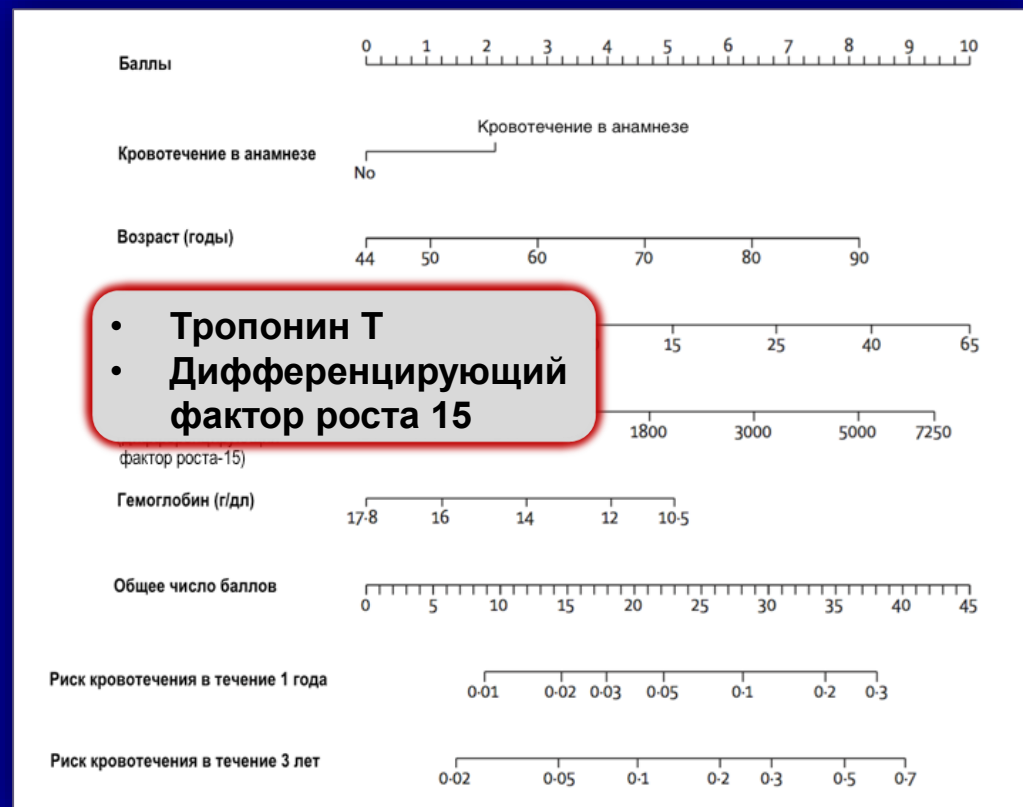 Баллы
0 1 2 3 4 5 6 7 8 9 10
Кровотечение в анамнезе
Кровотечение в анамнезе
No
Возраст (годы)
44 50 60 70 80 90
• Тропонин Т
• Дифференцирующий
фактор роста 15
15 25 40 65
1800 3000 5000 7250
фактор роста-15)
Гемоглобин (г/дл)
17·8 16 14 12 10·5
Общее число баллов
0 5 10 15 20 25 30 35 40 45
Риск кровотечения в течение 1 года
0·01 0·02 0·03 0·05 0·1 0·2 0·3
Риск кровотечения в течение 3 лет
0·02 0·05 0·1 0·2 0·3 0·5 0·7